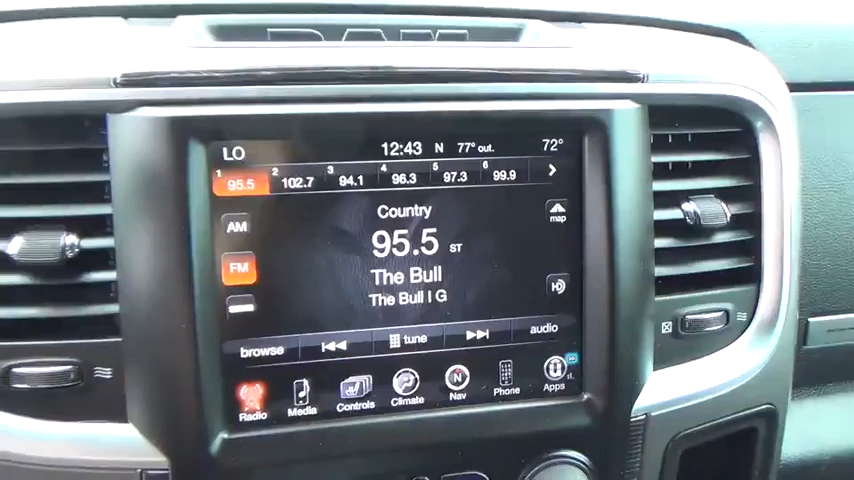 RAM
LO 12:43 N 77° out. 72°
1 95.5 2 102.7 3 94.1 4 96.3 5 97.3 6 99.9
Country
AM
map
95.5 ST
FM
The Bull
The Bull I G
browse tune audio
Radio Media Controls Climate Nav Phone Apps